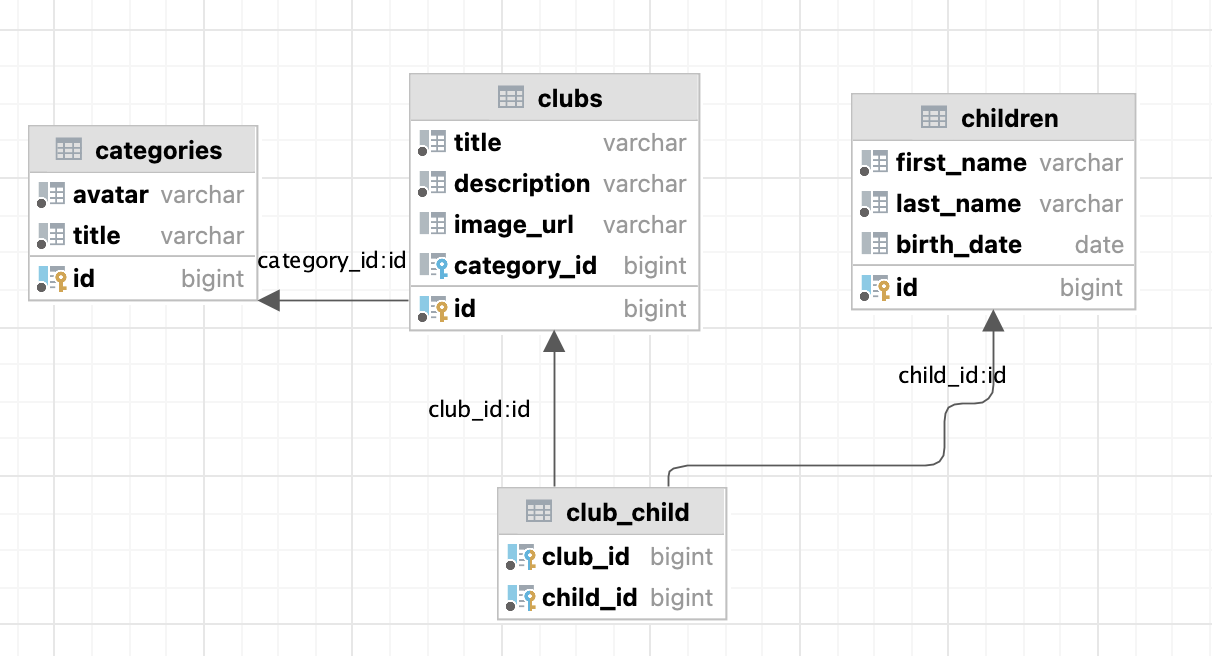 categories
avatar varchar
title varchar
id bigint
category_id:id
clubs
title varchar
description varchar
image_url varchar
category_id bigint
id bigint
children
first_name varchar
last_name varchar
birth_date date
id bigint
club_id:id
child_id:id
club_child
club_id bigint
child_id bigint